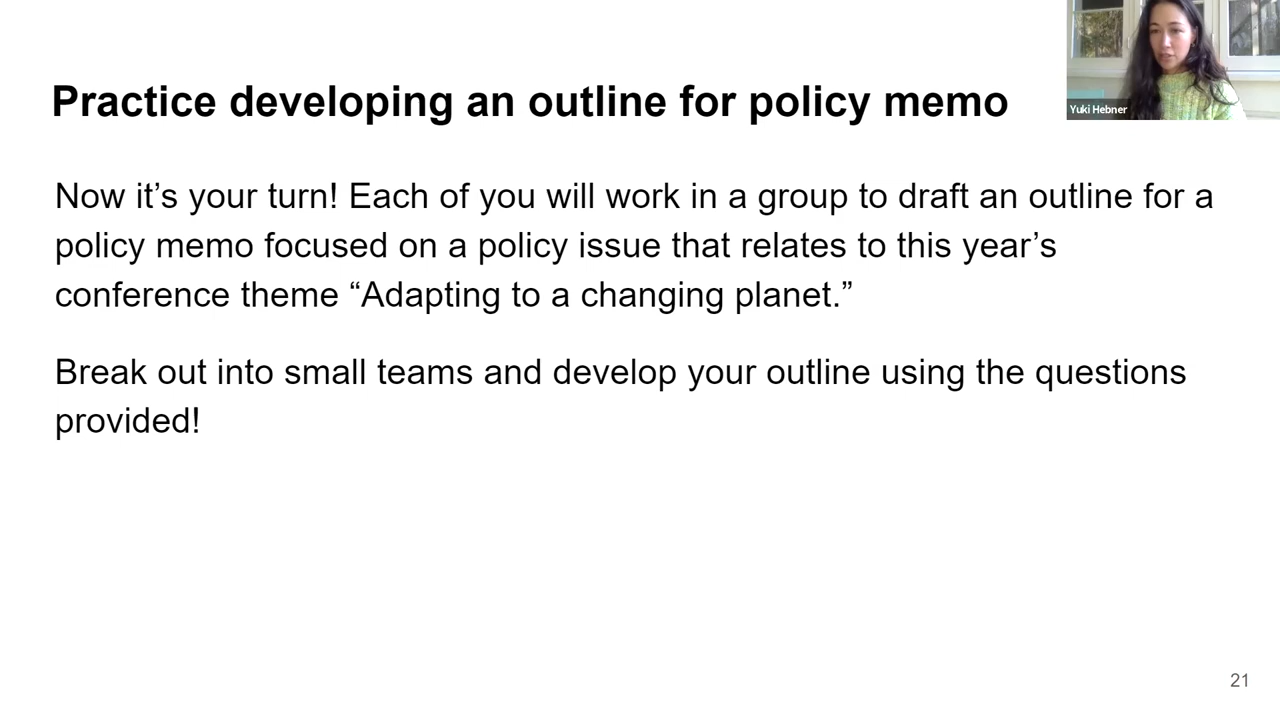 Practice developing an outline for policy memo
Yuki Hebner
Now it’s your turn! Each of you will work in a group to draft an outline for a
policy memo focused on a policy issue that relates to this year’s
conference theme “Adapting to a changing planet.”
Break out into small teams and develop your outline using the questions
provided!
21